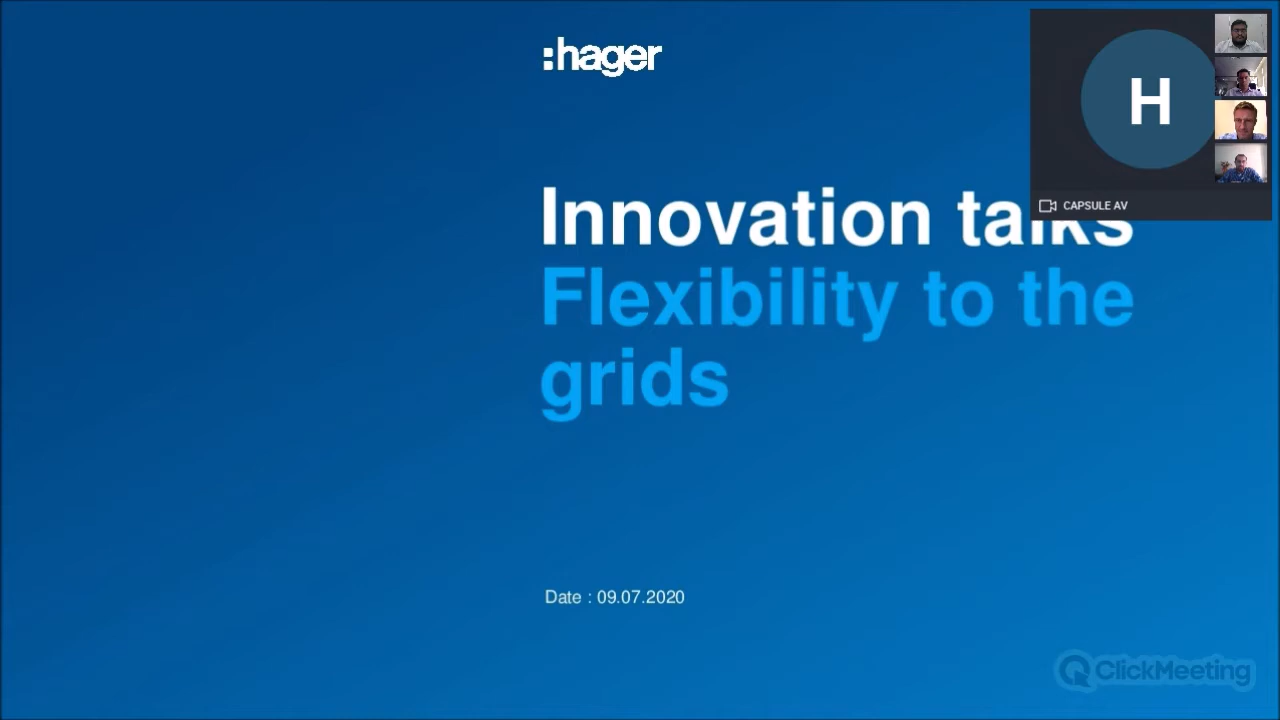 :hager
H
CAPSULE AV
Innovation talks
Flexibility to the
grids
Date : 09.07.2020
ClickMeeting